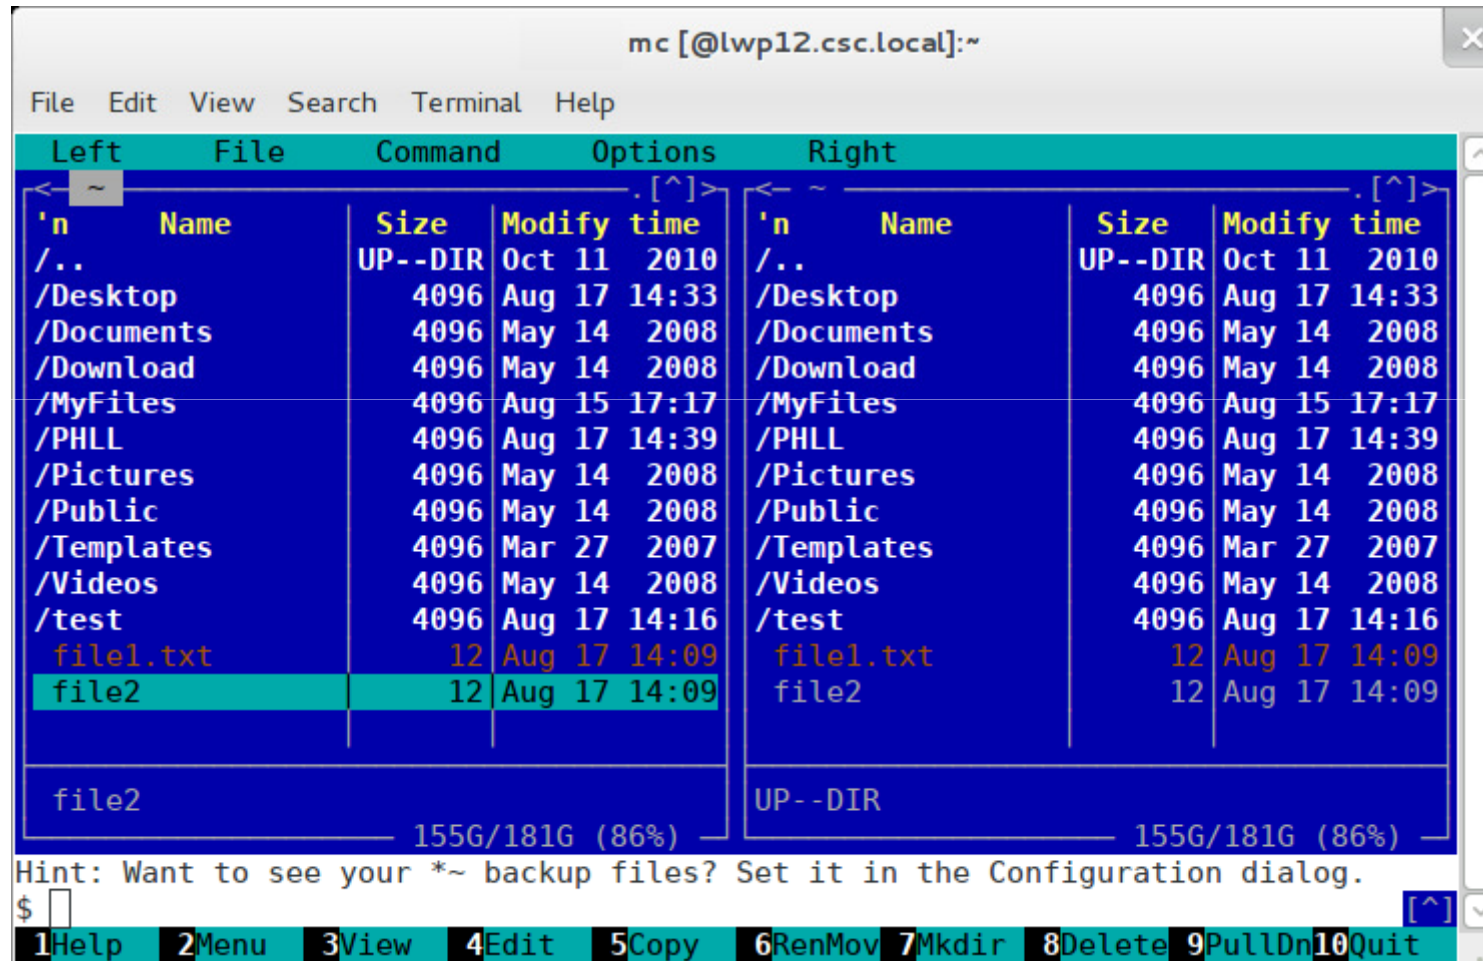 mc [@lwp12.csc.local]:~
File Edit View Search Terminal Help
Left File Command Options Right
<─ ~ ─.[^]> <─ ~ ─.[^]>
'n Name Size Modify time 'n Name Size Modify time
/.. UP--DIR Oct 11 2010 /.. UP--DIR Oct 11 2010
/Desktop 4096 Aug 17 14:33 /Desktop 4096 Aug 17 14:33
/Documents 4096 May 14 2008 /Documents 4096 May 14 2008
/Download 4096 May 14 2008 /Download 4096 May 14 2008
/MyFiles 4096 Aug 15 17:17 /MyFiles 4096 Aug 15 17:17
/PHLL 4096 Aug 17 14:39 /PHLL 4096 Aug 17 14:39
/Pictures 4096 May 14 2008 /Pictures 4096 May 14 2008
/Public 4096 May 14 2008 /Public 4096 May 14 2008
/Templates 4096 Mar 27 2007 /Templates 4096 Mar 27 2007
/Videos 4096 May 14 2008 /Videos 4096 May 14 2008
/test 4096 Aug 17 14:16 /test 4096 Aug 17 14:16
file1.txt 12 Aug 17 14:09 file1.txt 12 Aug 17 14:09
file2 12 Aug 17 14:09 file2 12 Aug 17 14:09
file2 UP--DIR
155G/181G (86%) 155G/181G (86%)
Hint: Want to see your *~ backup files? Set it in the Configuration dialog.
$ [^]
1Help 2Menu 3View 4Edit 5Copy 6RenMov 7Mkdir 8Delete 9PullDn 10Quit